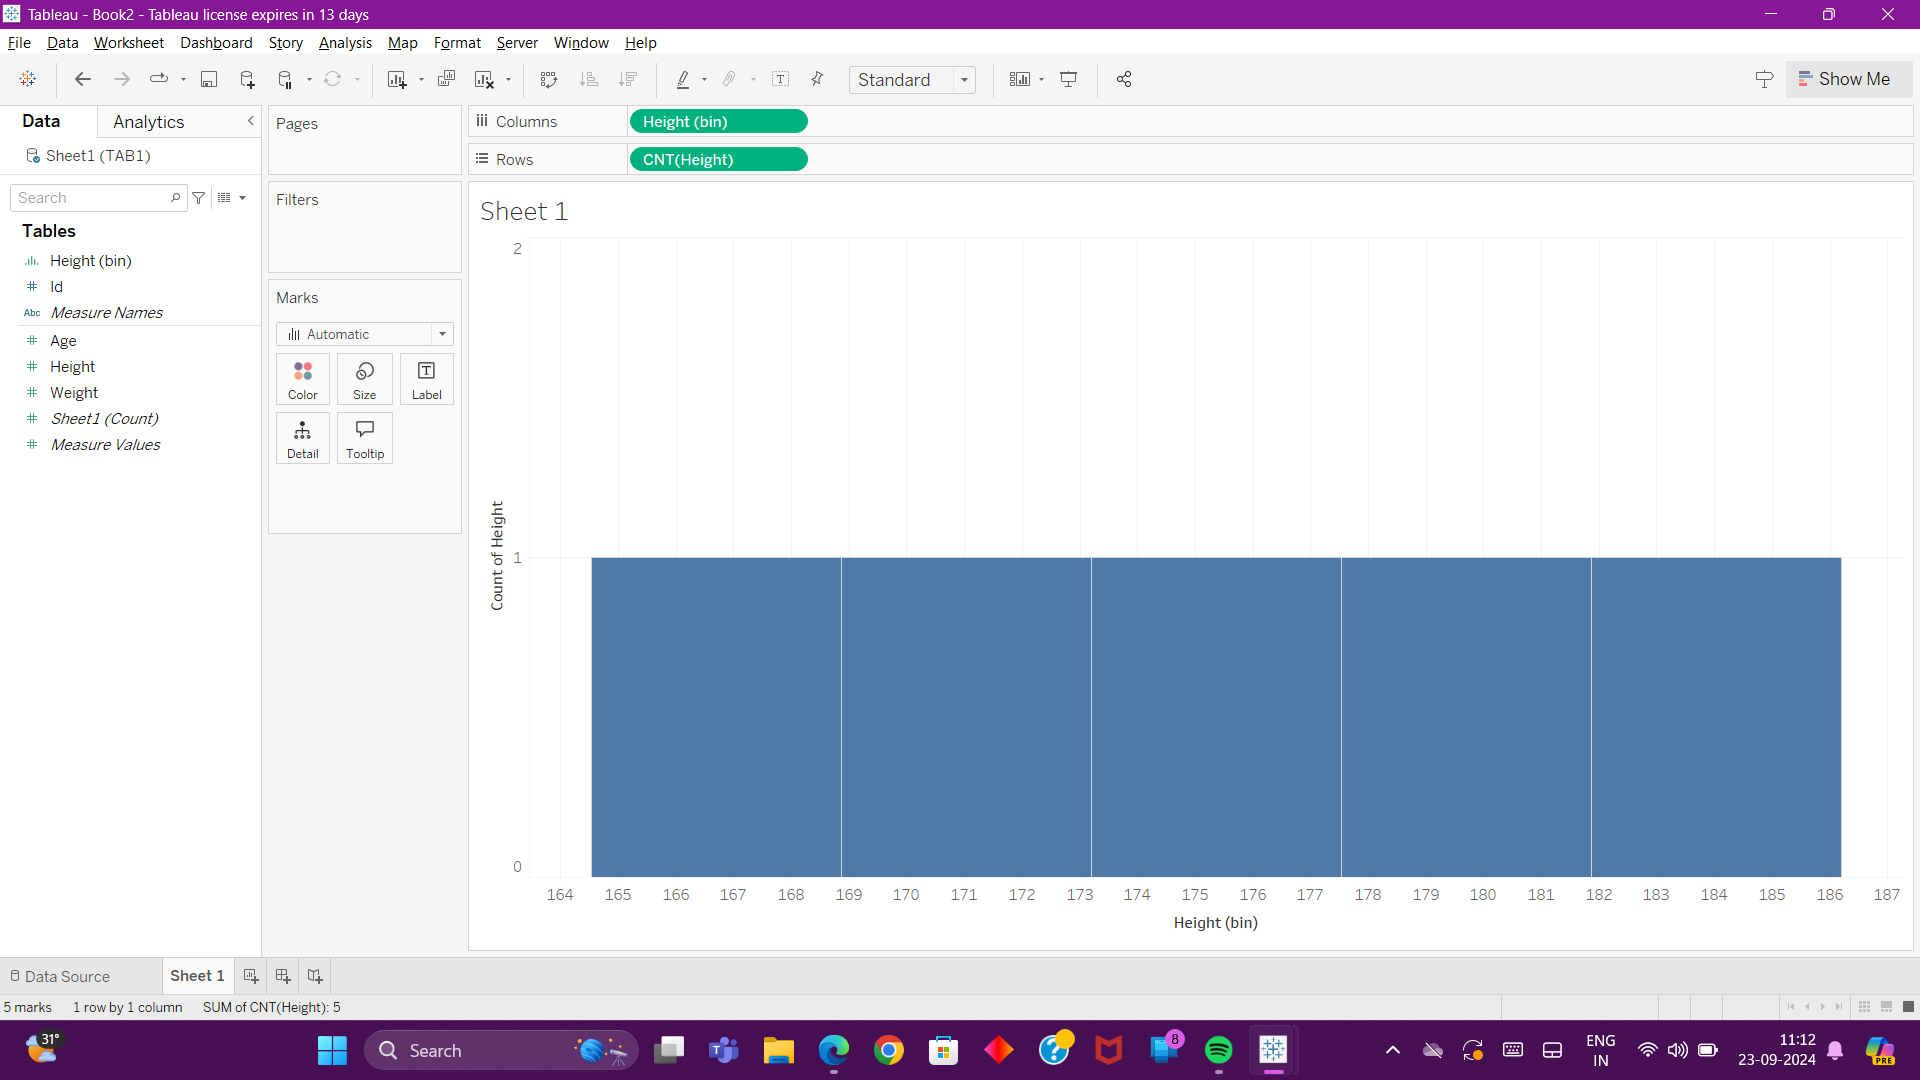 Tableau - Book2 - Tableau license expires in 13 days
File Data Worksheet Dashboard Story Analysis Map Format Server Window Help
Standard
Show Me
Data Analytics
Sheet1 (TAB1)
Search
Tables
Height (bin)
Id
Abc Measure Names
Age
Height
Weight
Sheet1 (Count)
Measure Values
Pages
Filters
Marks
Automatic
Color Size Label
Detail Tooltip
Columns Height (bin)
Rows CNT(Height)
Sheet 1
2
1
0
Count of Height
164 165 166 167 168 169 170 171 172 173 174 175 176 177 178 179 180 181 182 183 184 185 186 187
Height (bin)
Data Source Sheet 1
5 marks 1 row by 1 column SUM of CNT(Height): 5
31°
Search
8
ENG
IN
11:12
23-09-2024
PRE